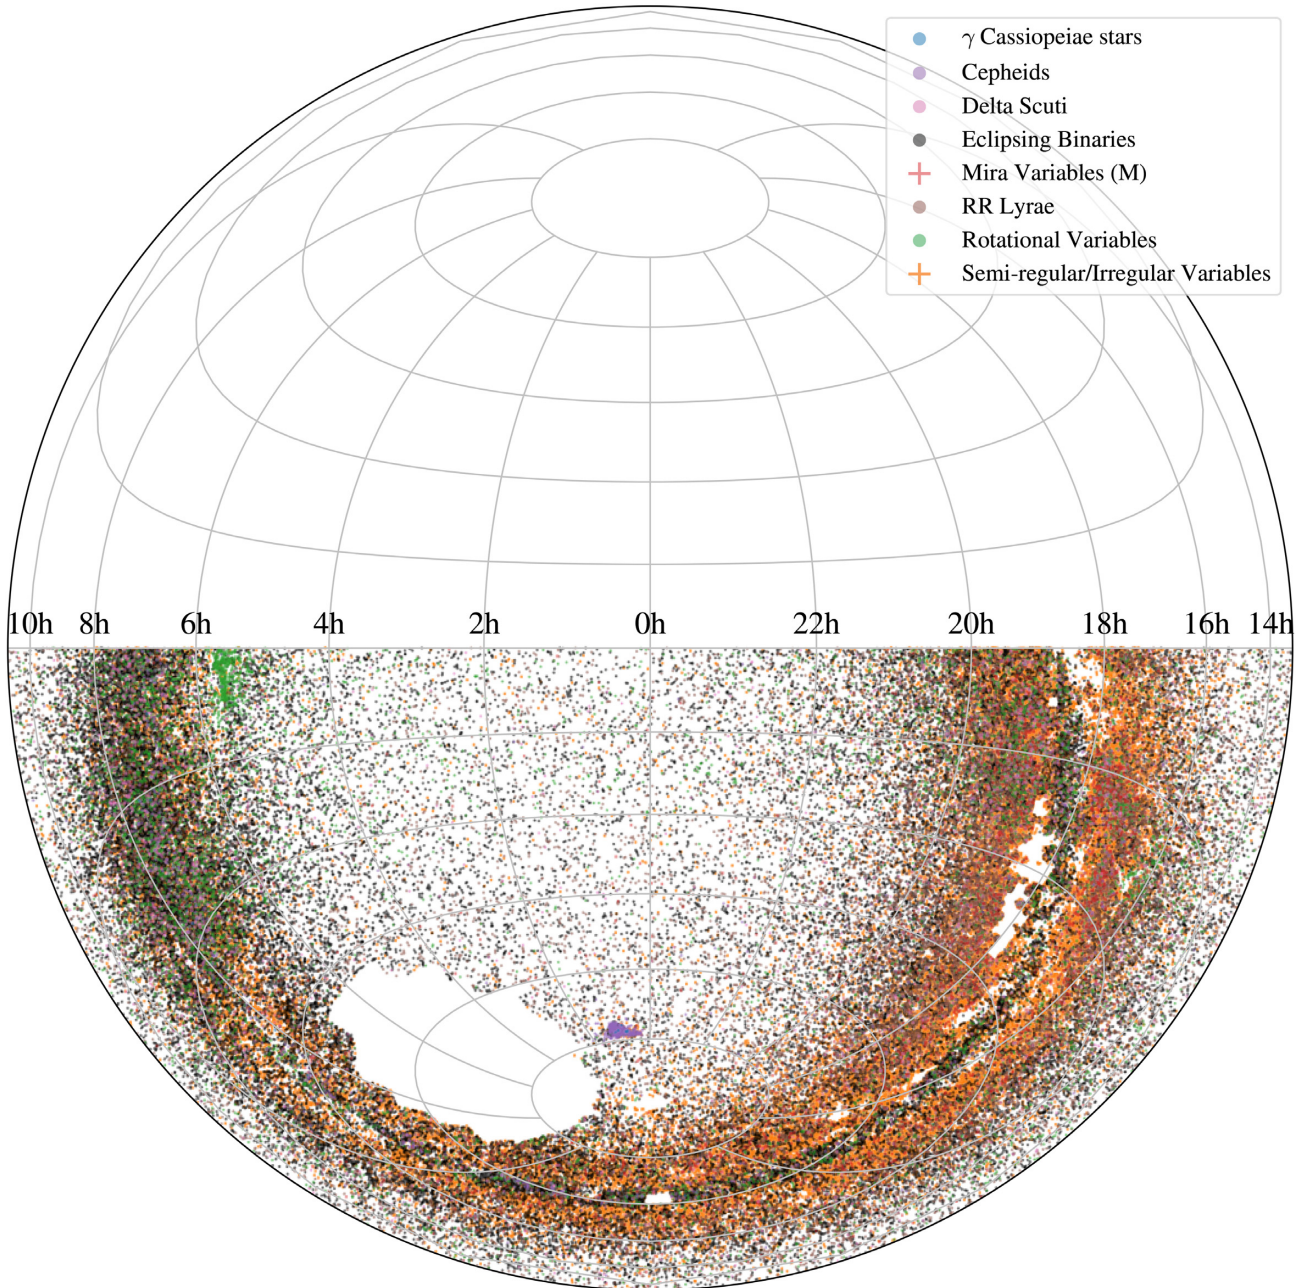 γ Cassiopeiae stars
Cepheids
Delta Scuti
Eclipsing Binaries
Mira Variables (M)
RR Lyrae
Rotational Variables
Semi-regular/Irregular Variables
10h 8h 6h 4h 2h 0h 22h 20h 18h 16h 14h